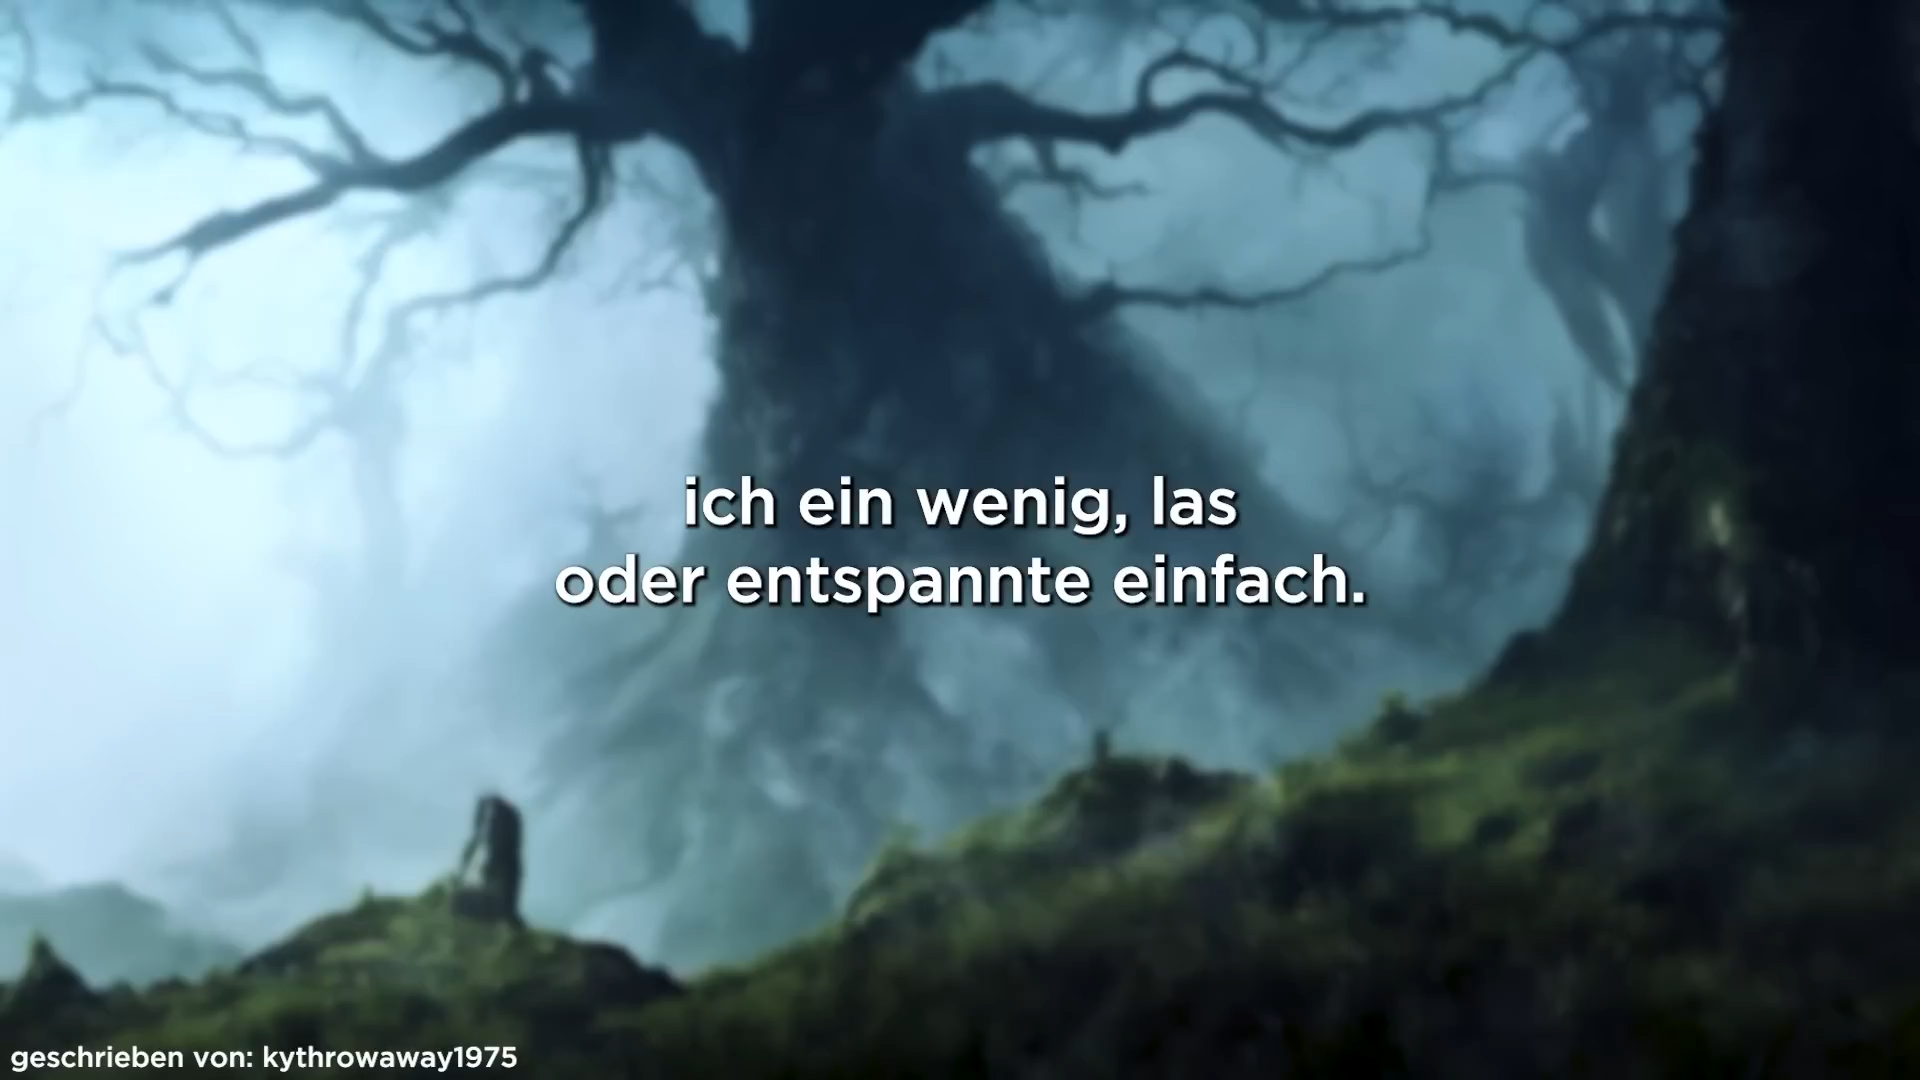 ich ein wenig, las
oder entspannte einfach.
geschrieben von: kythrowaway1975